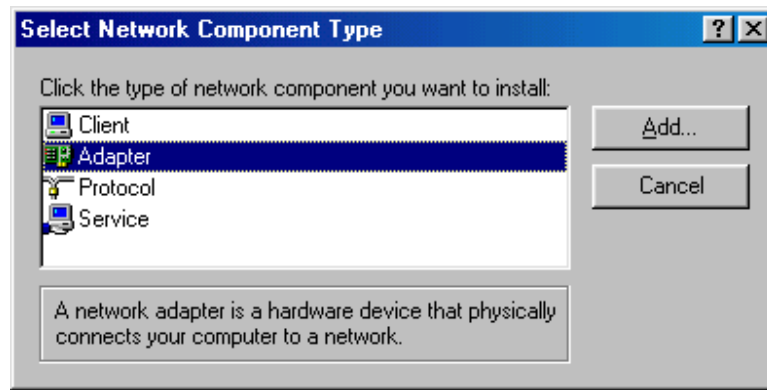 Select Network Component Type
Click the type of network component you want to install:
Client
Add...
Adapter
Protocol
Cancel
Service
A network adapter is a hardware device that physically
connects your computer to a network.